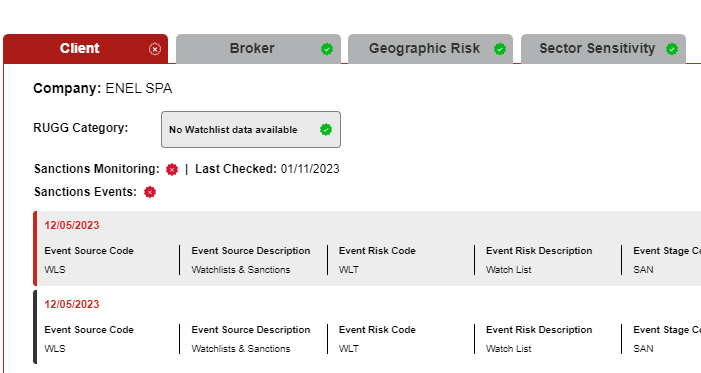 Client Broker Geographic Risk Sector Sensitivity
Company: ENEL SPA
RUGG Category: No Watchlist data available
Sanctions Monitoring: | Last Checked: 01/11/2023
Sanctions Events:
12/05/2023
Event Source Code Event Source Description Event Risk Code Event Risk Description Event Stage
WLS Watchlists & Sanctions WLT Watch List SAN
12/05/2023
Event Source Code Event Source Description Event Risk Code Event Risk Description Event Stage
WLS Watchlists & Sanctions WLT Watch List SAN